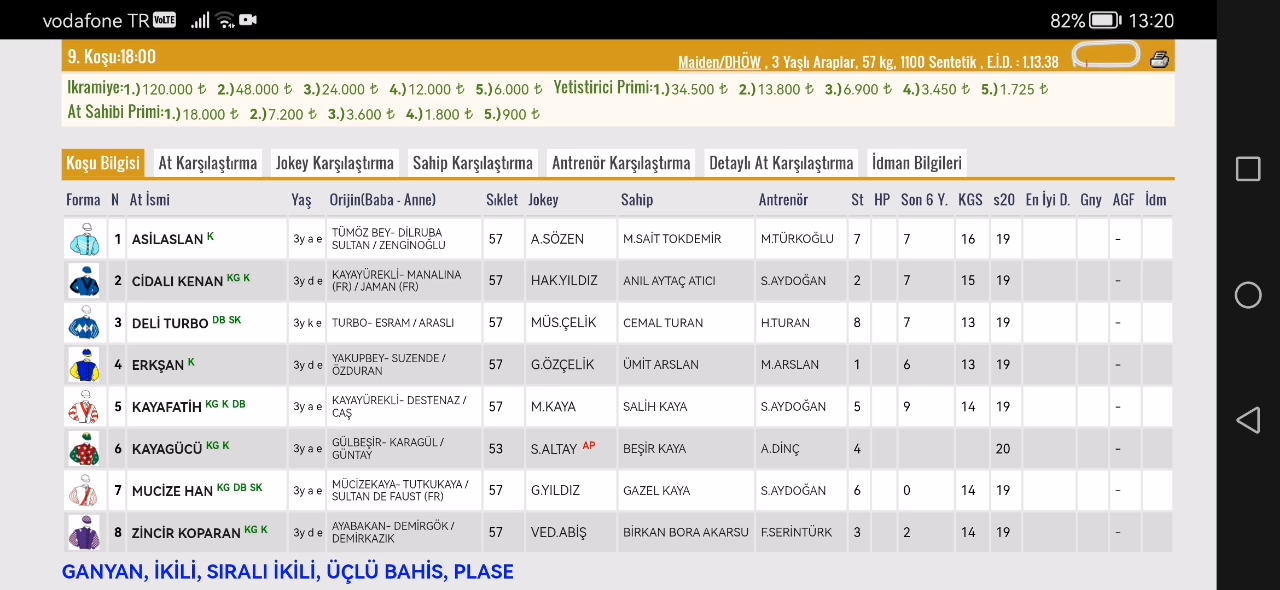 vodafone TR VoLTE 82% 13:20
9. Koşu:18:00
Maiden/DHÖW , 3 Yaşlı Araplar, 57 kg, 1100 Sentetik , E.İ.D. : 1.13.38
Ikramiye:1.)120.000 ₺ 2.)48.000 ₺ 3.)24.000 ₺ 4.)12.000 ₺ 5.)6.000 ₺ Yetistirici Primi:1.)34.500 ₺ 2.)13.800 ₺ 3.)6.900 ₺ 4.)3.450 ₺ 5.)1.725 ₺
At Sahibi Primi:1.)18.000 ₺ 2.)7.200 ₺ 3.)3.600 ₺ 4.)1.800 ₺ 5.)900 ₺
Koşu Bilgisi At Karşılaştırma Jokey Karşılaştırma Sahip Karşılaştırma Antrenör Karşılaştırma Detaylı At Karşılaştırma İdman Bilgileri
Forma N At İsmi Yaş Orijin(Baba - Anne) Sıklet Jokey Sahip Antrenör St HP Son 6 Y. KGS s20 En İyi D. Gny AGF İdm
1 ASİLASLAN K 3y a e TÜMÖZ BEY- DİLRUBA SULTAN / ZENGİNOĞLU 57 A.SÖZEN M.SAİT TOKDEMİR M.TÜRKOĞLU 7 7 16 19 -
2 CİDALI KENAN KG K 3y d e KAYAYÜREKLİ- MANALINA (FR) / JAMAN (FR) 57 HAK.YILDIZ ANIL AYTAÇ ATICI S.AYDOĞAN 2 7 15 19 -
3 DELİ TURBO DB SK 3y k e TURBO- ESRAM / ARASLI 57 MÜS.ÇELİK CEMAL TURAN H.TURAN 8 7 13 19 -
4 ERKŞAN K 3y d e YAKUPBEY- SUZENDE / ÖZDURAN 57 G.ÖZÇELİK ÜMİT ARSLAN M.ARSLAN 1 6 13 19 -
5 KAYAFATİH KG K DB 3y a e KAYAYÜREKLİ- DESTENAZ / CAŞ 57 M.KAYA SALİH KAYA S.AYDOĞAN 5 9 14 19 -
6 KAYAGÜCÜ KG K 3y a e GÜLBEŞİR- KARAGÜL / GÜNTAY 53 S.ALTAY AP BEŞİR KAYA A.DİNÇ 4 20 -
7 MUCİZE HAN KG DB SK 3y a e MÜCİZEKAYA- TUTKUKAYA / SULTAN DE FAUST (FR) 57 G.YILDIZ GAZEL KAYA S.AYDOĞAN 6 0 14 19 -
8 ZİNCİR KOPARAN KG K 3y d e AYABAKAN- DEMİRGÖK / DEMİRKAZIK 57 VED.ABİŞ BİRKAN BORA AKARSU F.SERİNTÜRK 3 2 14 19 -
GANYAN, İKİLİ, SIRALI İKİLİ, ÜÇLÜ BAHİS, PLASE